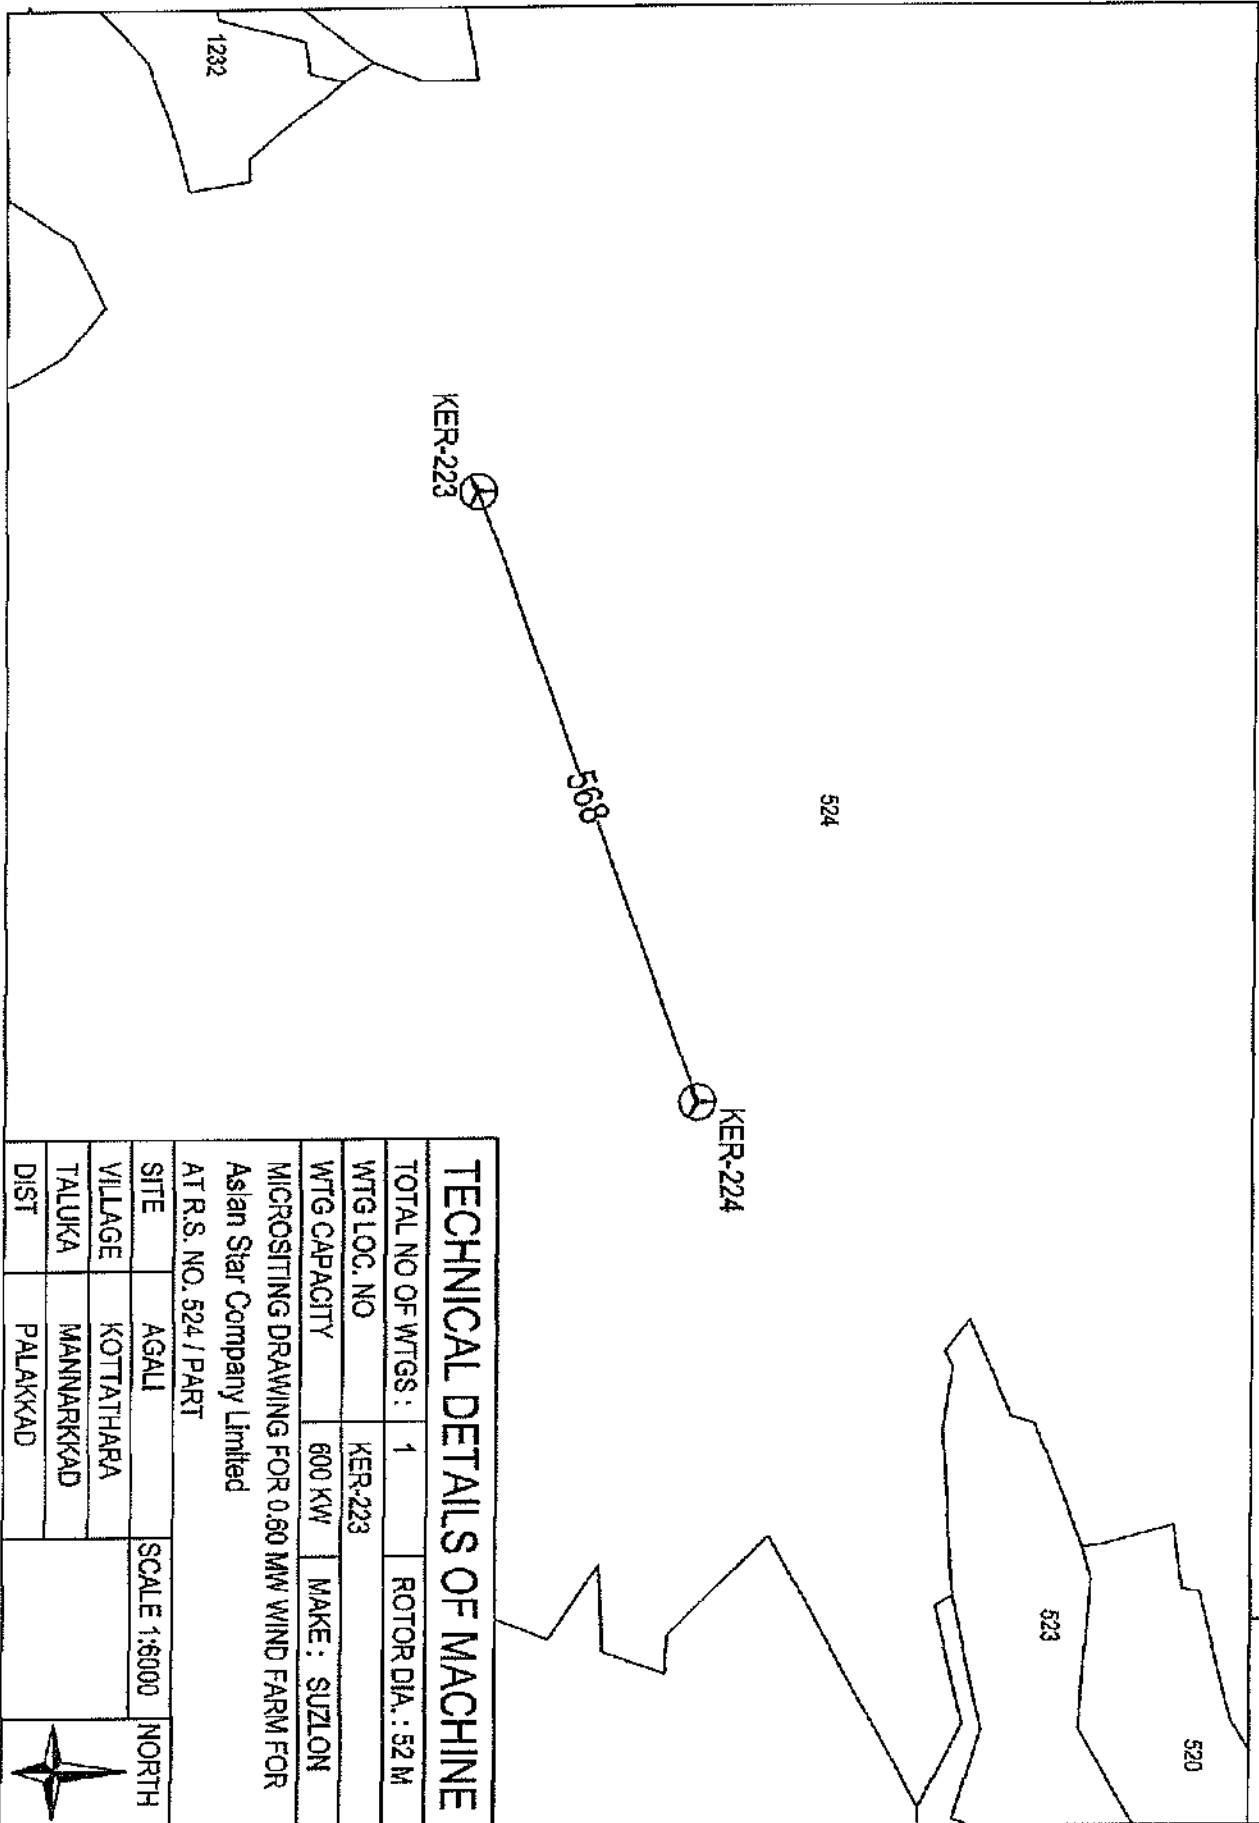 520
523
524
KER-224
568
KER-223
1232
TECHNICAL DETAILS OF MACHINE
TOTAL NO OF WTGS : 1 ROTOR DIA. : 52 M
WTG LOC. NO KER-223
WTG CAPACITY 600 KW MAKE : SUZLON
MICROSITING DRAWING FOR 0.60 MW WIND FARM FOR
Asian Star Company Limited
AT R.S. NO. 524 / PART
SITE AGALI SCALE 1:6000 NORTH
VILLAGE KOTTATHARA
TALUKA MANNARKKAD
DIST PALAKKAD